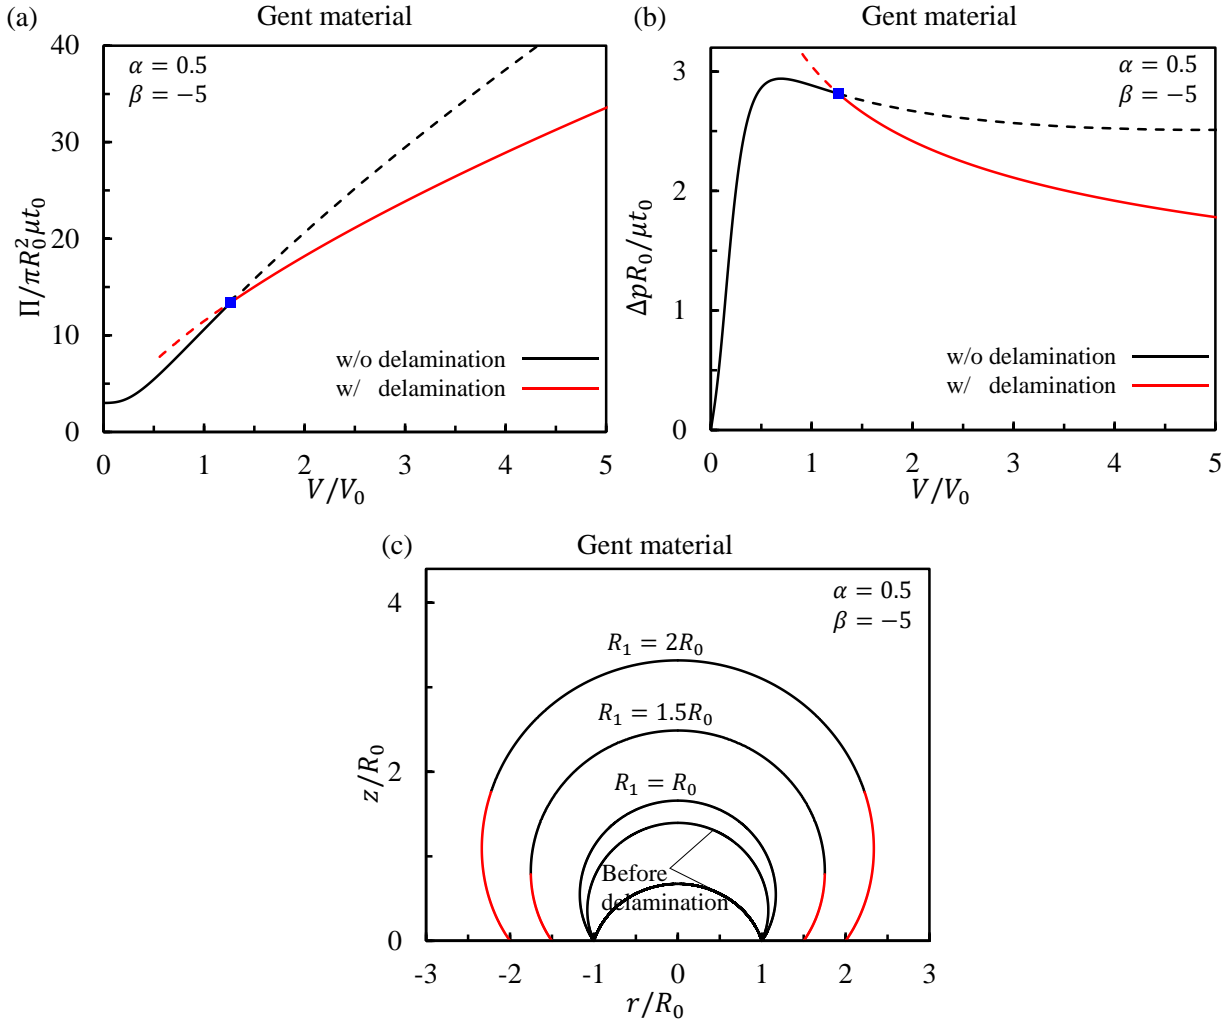 (a)
Gent material
α = 0.5
β = −5
Π/πR₀²μt₀
40
30
20
10
0
w/o delamination
w/ delamination
0 1 2 3 4 5
V/V₀
(b)
Gent material
α = 0.5
β = −5
ΔpR₀/μt₀
3
2
1
0
w/o delamination
w/ delamination
0 1 2 3 4 5
V/V₀
(c)
Gent material
α = 0.5
β = −5
z/R₀
4
2
0
R₁ = 2R₀
R₁ = 1.5R₀
R₁ = R₀
Before
delamination
-3 -2 -1 0 1 2 3
r/R₀